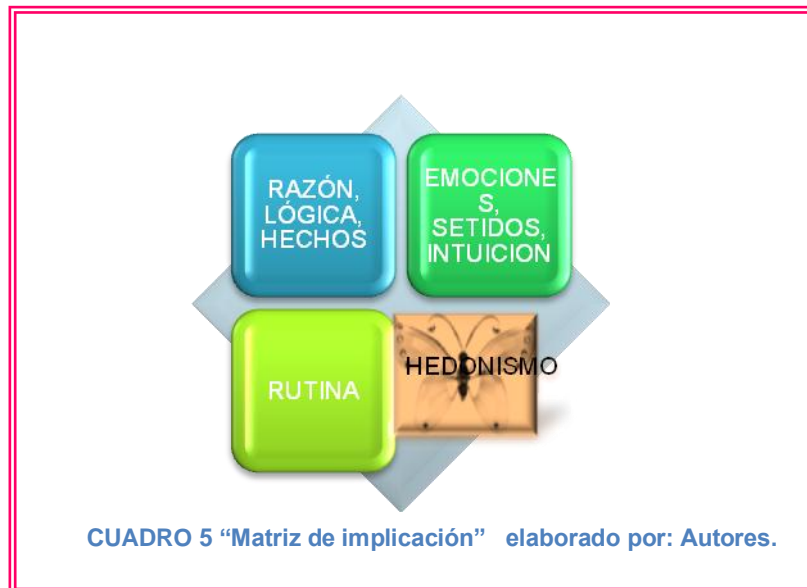 RAZÓN,
LÓGICA,
HECHOS
EMOCIONE
S,
SETIDOS,
INTUICION
RUTINA
HEDONISMO
CUADRO 5 “Matriz de implicación” elaborado por: Autores.